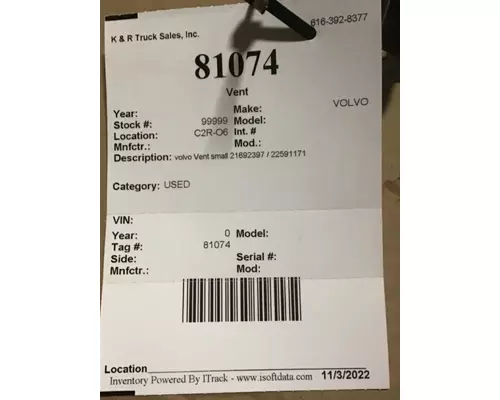 K & R Truck Sales, Inc. 616-392-8377
81074
Vent
Year: Make: VOLVO
Stock #: 99999 Model:
Location: C2R-O6 Int. #
Mnfctr.: Mod.:
Description: volvo Vent small 21692397 / 22591171
Category: USED
VIN:
Year: 0 Model:
Tag #: 81074
Side: Serial #:
Mnfctr.: Mod:
Location
Inventory Powered By ITrack - www.isoftdata.com 11/3/2022